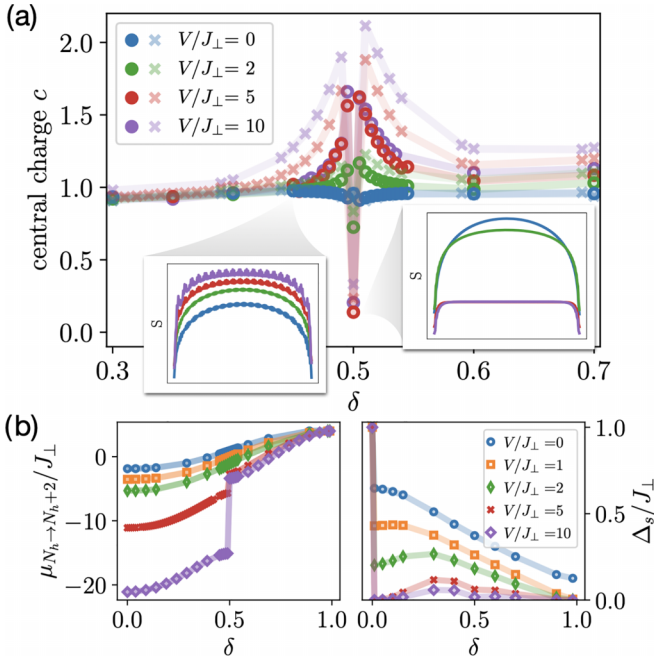 (a)
V/J⊥ = 0
V/J⊥ = 2
V/J⊥ = 5
V/J⊥ = 10
central charge c
2.0
1.5
1.0
0.5
0.0
S
S
0.3
0.4
0.5
0.6
0.7
δ
(b)
μNh→Nh+2/J⊥
0
−10
−20
0.0
0.5
1.0
δ
V/J⊥ =0
V/J⊥ =1
V/J⊥ =2
V/J⊥ =5
V/J⊥ =10
1.0
0.5
0.0
Δs/J⊥
0.0
0.5
1.0
δ